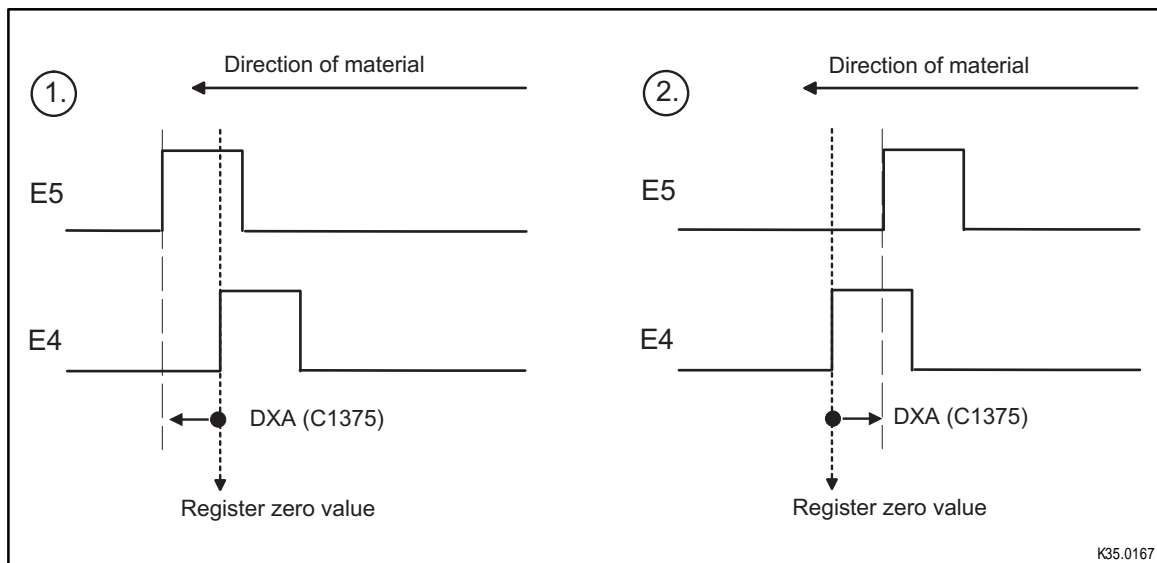 1.
Direction of material
E5
E4
DXA (C1375)
Register zero value
2.
Direction of material
E5
E4
DXA (C1375)
Register zero value
K35.0167